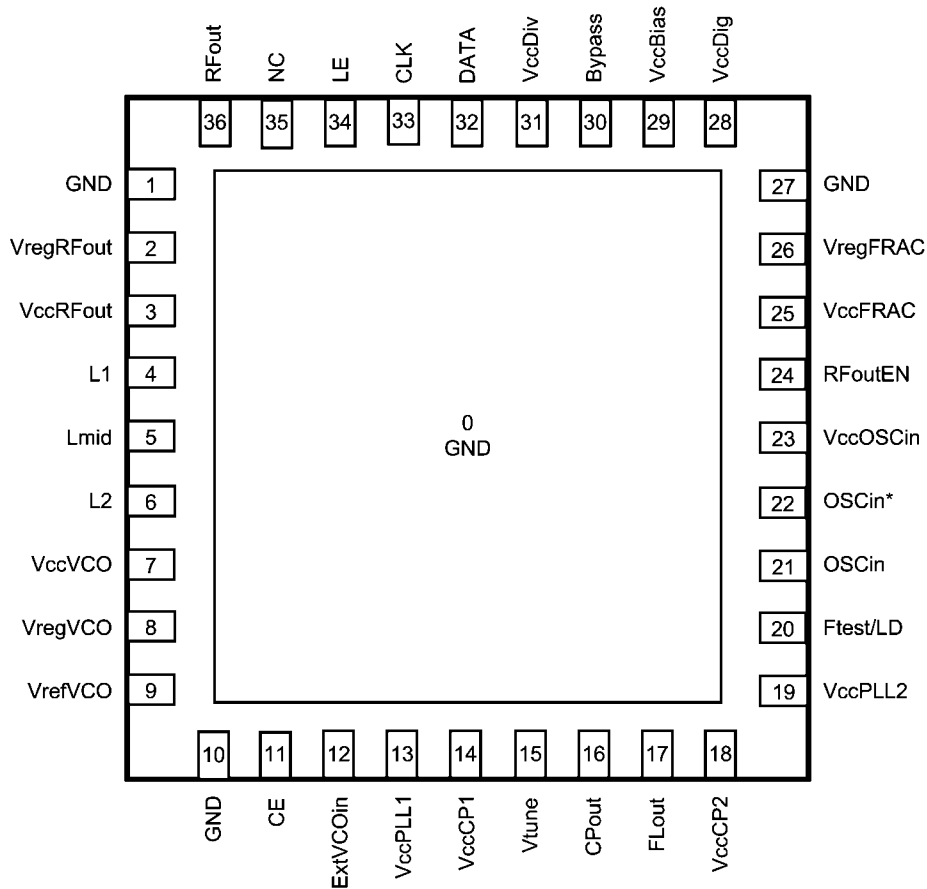 RFout
NC
LE
CLK
DATA
VccDiv
Bypass
VccBias
VccDig
36 35 34 33 32 31 30 29 28
GND 1 27 GND
VregRFout 2 26 VregFRAC
VccRFout 3 25 VccFRAC
L1 4 24 RFoutEN
0
Lmid 5 23 VccOSCin
GND
L2 6 22 OSCin*
VccVCO 7 21 OSCin
VregVCO 8 20 Ftest/LD
VrefVCO 9 19 VccPLL2
10 11 12 13 14 15 16 17 18
GND
CE
ExtVCOin
VccPLL1
VccCP1
Vtune
CPout
FLout
VccCP2